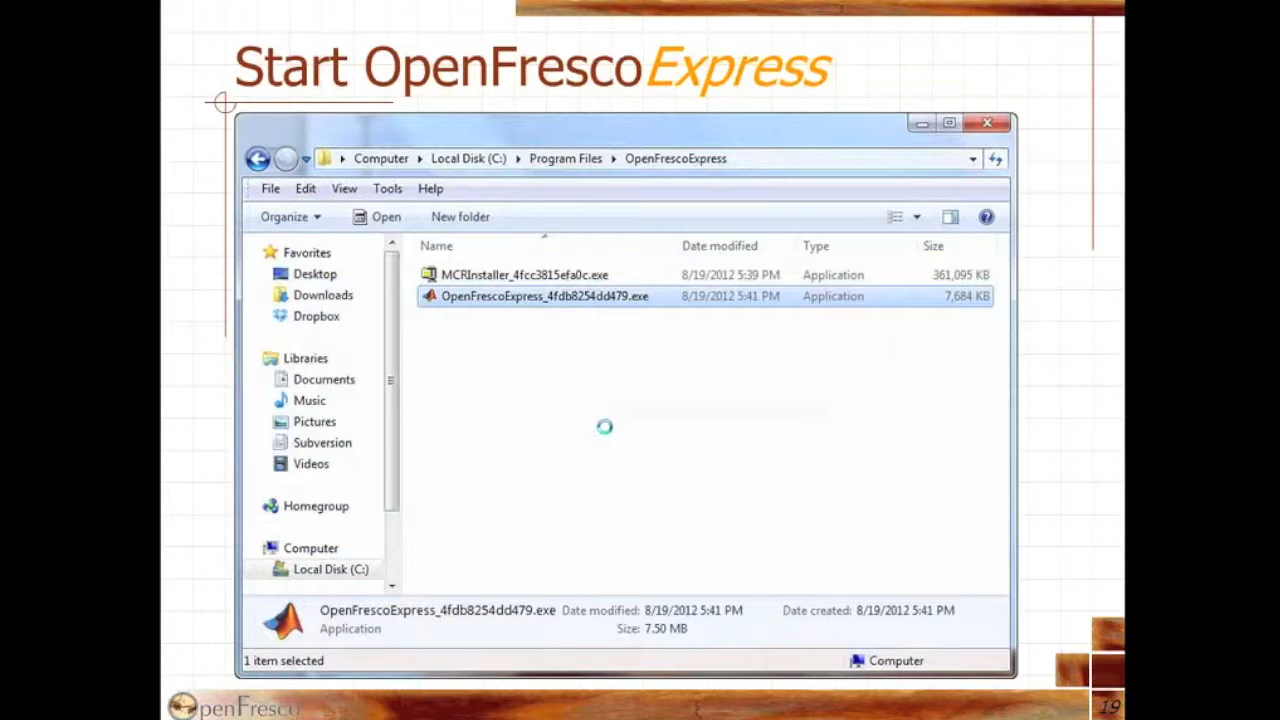 Start OpenFrescoExpress
Computer Local Disk (C:) Program Files OpenFrescoExpress
File Edit View Tools Help
Organize Open New folder
Name Date modified Type Size
Favorites
Desktop
Downloads
Dropbox
Libraries
Documents
Music
Pictures
Subversion
Videos
Homegroup
Computer
Local Disk (C:)
MCRInstaller_4fcc3815efa0c.exe 8/19/2012 5:39 PM Application 361,095 KB
OpenFrescoExpress_4fdb8254dd479.exe 8/19/2012 5:41 PM Application 7,684 KB
OpenFrescoExpress_4fdb8254dd479.exe Date modified: 8/19/2012 5:41 PM Date created: 8/19/2012 5:41 PM
Application Size: 7.50 MB
1 item selected Computer
OpenFresco
19